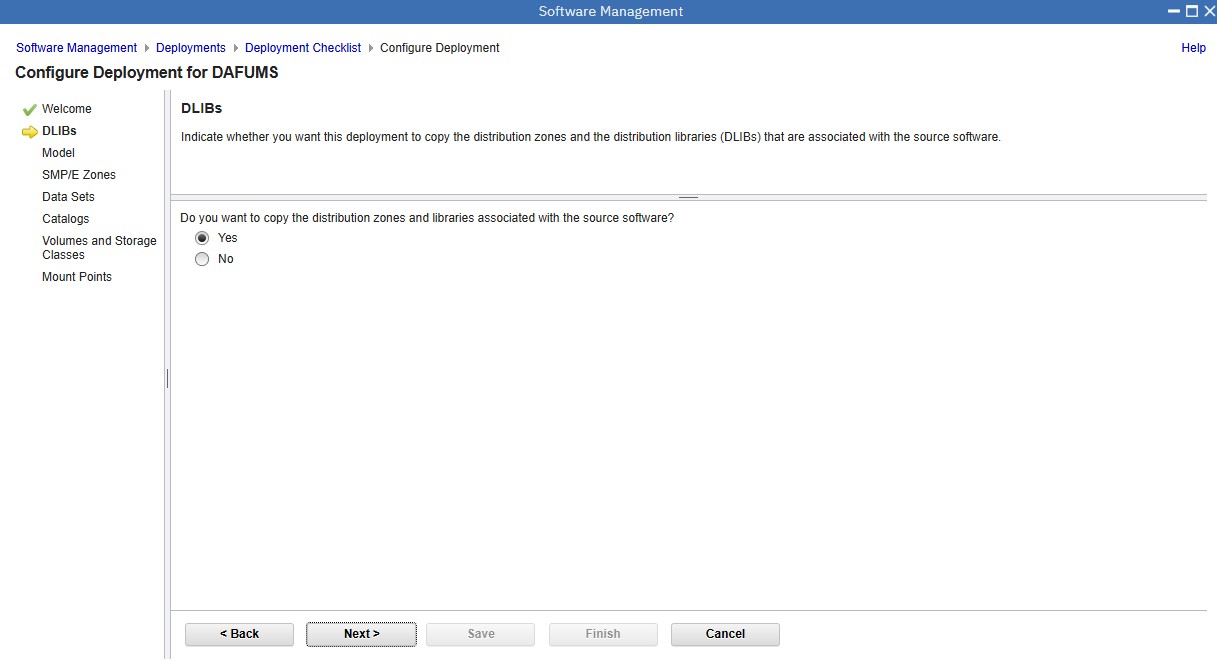 Software Management
Software Management Deployments Deployment Checklist Configure Deployment Help
Configure Deployment for DAFUMS
Welcome
DLIBs
Model
SMP/E Zones
Data Sets
Catalogs
Volumes and Storage
Classes
Mount Points
DLIBs
Indicate whether you want this deployment to copy the distribution zones and the distribution libraries (DLIBs) that are associated with the source software.
Do you want to copy the distribution zones and libraries associated with the source software?
Yes
No
< Back Next > Save Finish Cancel